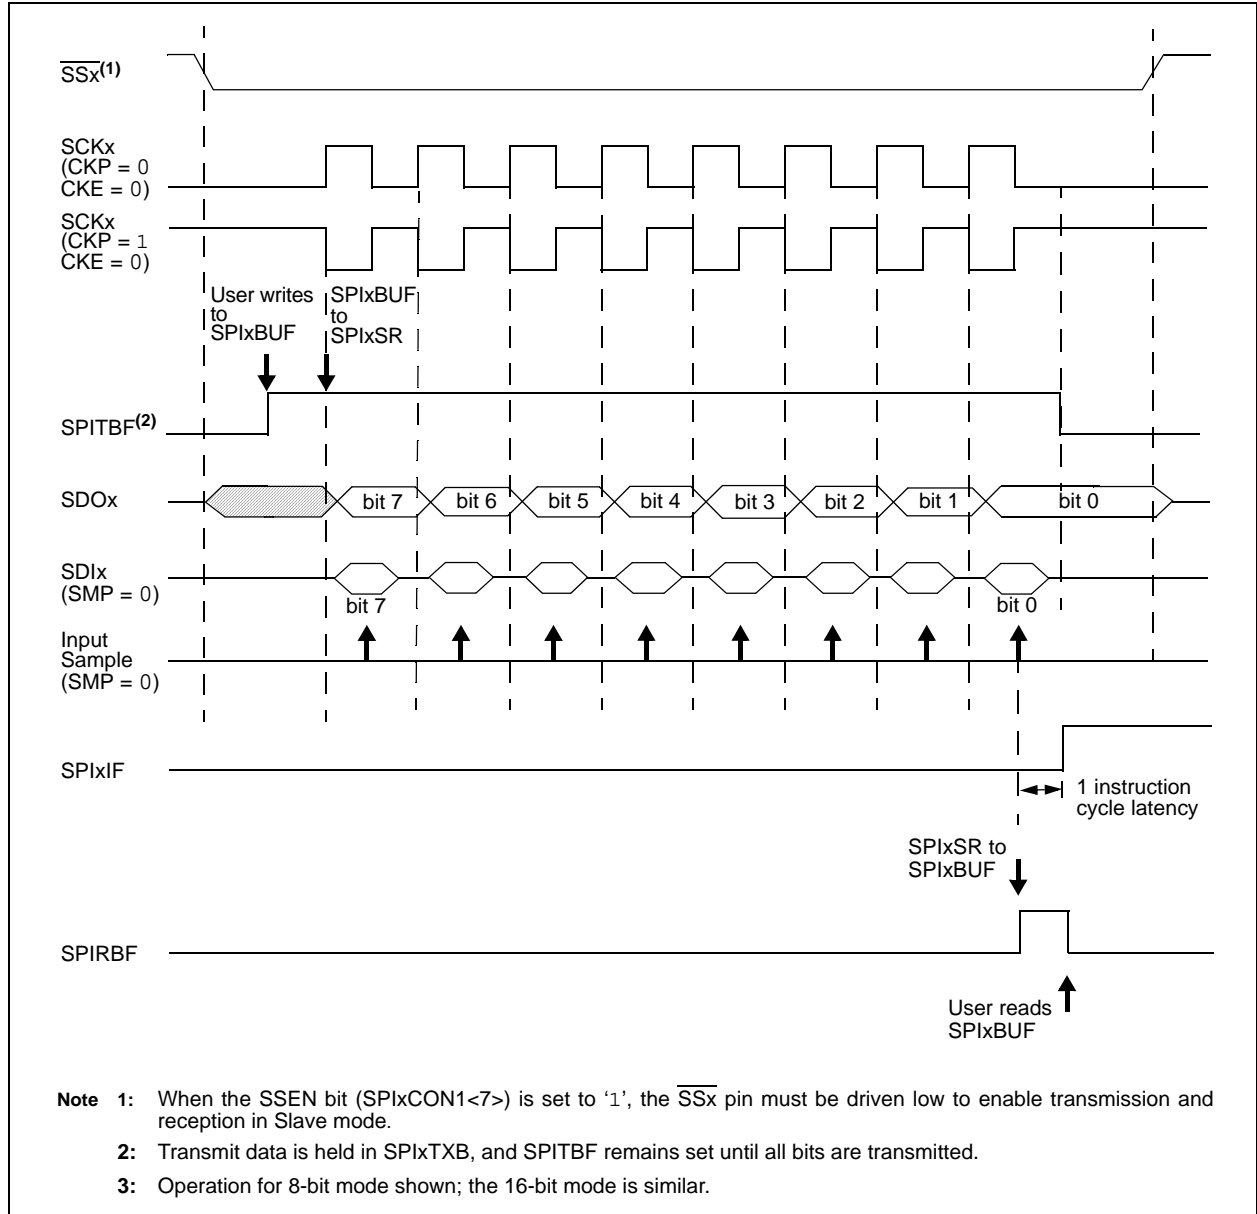 SSx(1)
SCKx
(CKP = 0
CKE = 0)
SCKx
(CKP = 1
CKE = 0)
User writes
to
SPIxBUF
SPIxBUF
to
SPIxSR
SPITBF(2)
SDOx
bit 7
bit 6
bit 5
bit 4
bit 3
bit 2
bit 1
bit 0
SDIx
(SMP = 0)
bit 7
bit 0
Input
Sample
(SMP = 0)
SPIxIF
1 instruction
cycle latency
SPIxSR to
SPIxBUF
SPIRBF
User reads
SPIxBUF
Note 1: When the SSEN bit (SPIxCON1<7>) is set to ‘1’, the SSx pin must be driven low to enable transmission and
reception in Slave mode.
2: Transmit data is held in SPIxTXB, and SPITBF remains set until all bits are transmitted.
3: Operation for 8-bit mode shown; the 16-bit mode is similar.